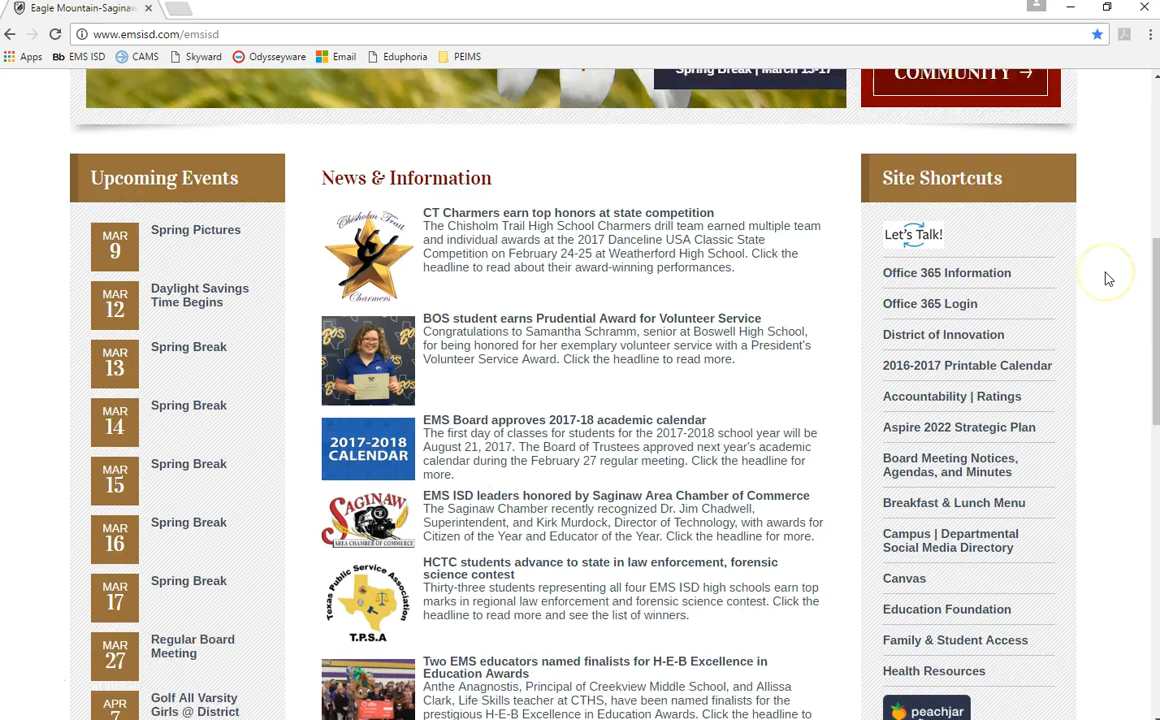 Eagle Mountain-Saginaw
www.emsisd.com/emsisd
Apps
Bb EMS ISD
CAMS
Skyward
Odysseyware
Email
Eduphoria
PEIMS
Spring Break | March 13-17
COMMUNITY →
Upcoming Events
MAR
9
Spring Pictures
MAR
12
Daylight Savings
Time Begins
MAR
13
Spring Break
MAR
14
Spring Break
MAR
15
Spring Break
MAR
16
Spring Break
MAR
17
Spring Break
MAR
27
Regular Board
Meeting
APR
7
Golf All Varsity
Girls @ District
News & Information
Chisholm Trail
Charmers
CT Charmers earn top honors at state competition
The Chisholm Trail High School Charmers drill team earned multiple team
and individual awards at the 2017 Danceline USA Classic State
Competition on February 24-25 at Weatherford High School. Click the
headline to read about their award-winning performances.
BOS student earns Prudential Award for Volunteer Service
Congratulations to Samantha Schramm, senior at Boswell High School,
for being honored for her exemplary volunteer service with a President's
Volunteer Service Award. Click the headline to read more.
2017-2018
CALENDAR
EMS Board approves 2017-18 academic calendar
The first day of classes for students for the 2017-2018 school year will be
August 21, 2017. The Board of Trustees approved next year's academic
calendar during the February 27 regular meeting. Click the headline for
more.
SAGINAW
AREA CHAMBER OF COMMERCE
EMS ISD leaders honored by Saginaw Area Chamber of Commerce
The Saginaw Chamber recently recognized Dr. Jim Chadwell,
Superintendent, and Kirk Murdock, Director of Technology, with awards for
Citizen of the Year and Educator of the Year. Click the headline for more.
Texas Public Service Association
T.P.S.A
HCTC students advance to state in law enforcement, forensic
science contest
Thirty-three students representing all four EMS ISD high schools earn top
marks in regional law enforcement and forensic science contest. Click the
headline to read more and see the list of winners.
Two EMS educators named finalists for H-E-B Excellence in
Education Awards
Anthe Anagnostis, Principal of Creekview Middle School, and Allissa
Clark, Life Skills teacher at CTHS, have been named finalists for the
prestigious H-E-B Excellence in Education Awards. Click the headline to
Site Shortcuts
Let's Talk!
Office 365 Information
Office 365 Login
District of Innovation
2016-2017 Printable Calendar
Accountability | Ratings
Aspire 2022 Strategic Plan
Board Meeting Notices,
Agendas, and Minutes
Breakfast & Lunch Menu
Campus | Departmental
Social Media Directory
Canvas
Education Foundation
Family & Student Access
Health Resources
peachjar